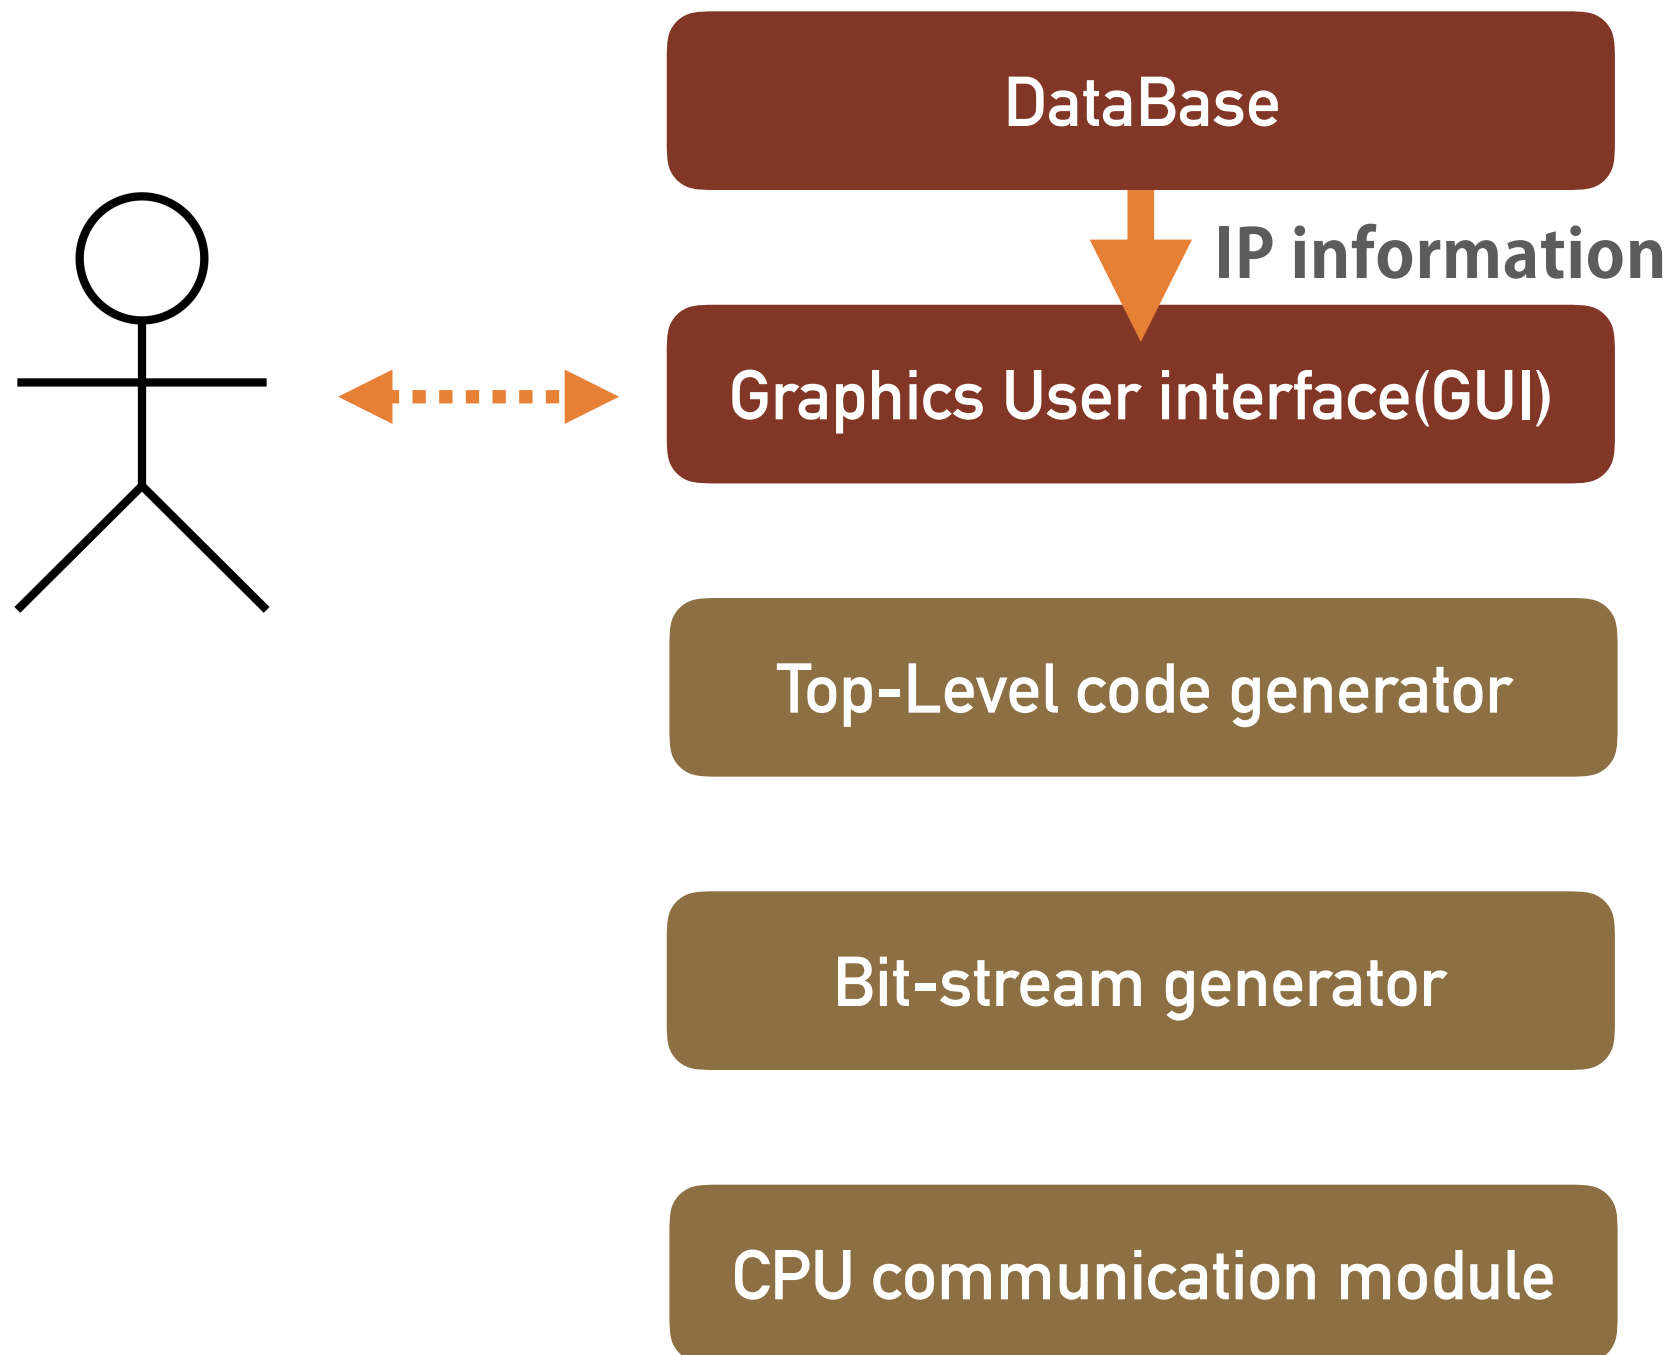 DataBase
IP information
Graphics User interface(GUI)
Top-Level code generator
Bit-stream generator
CPU communication module